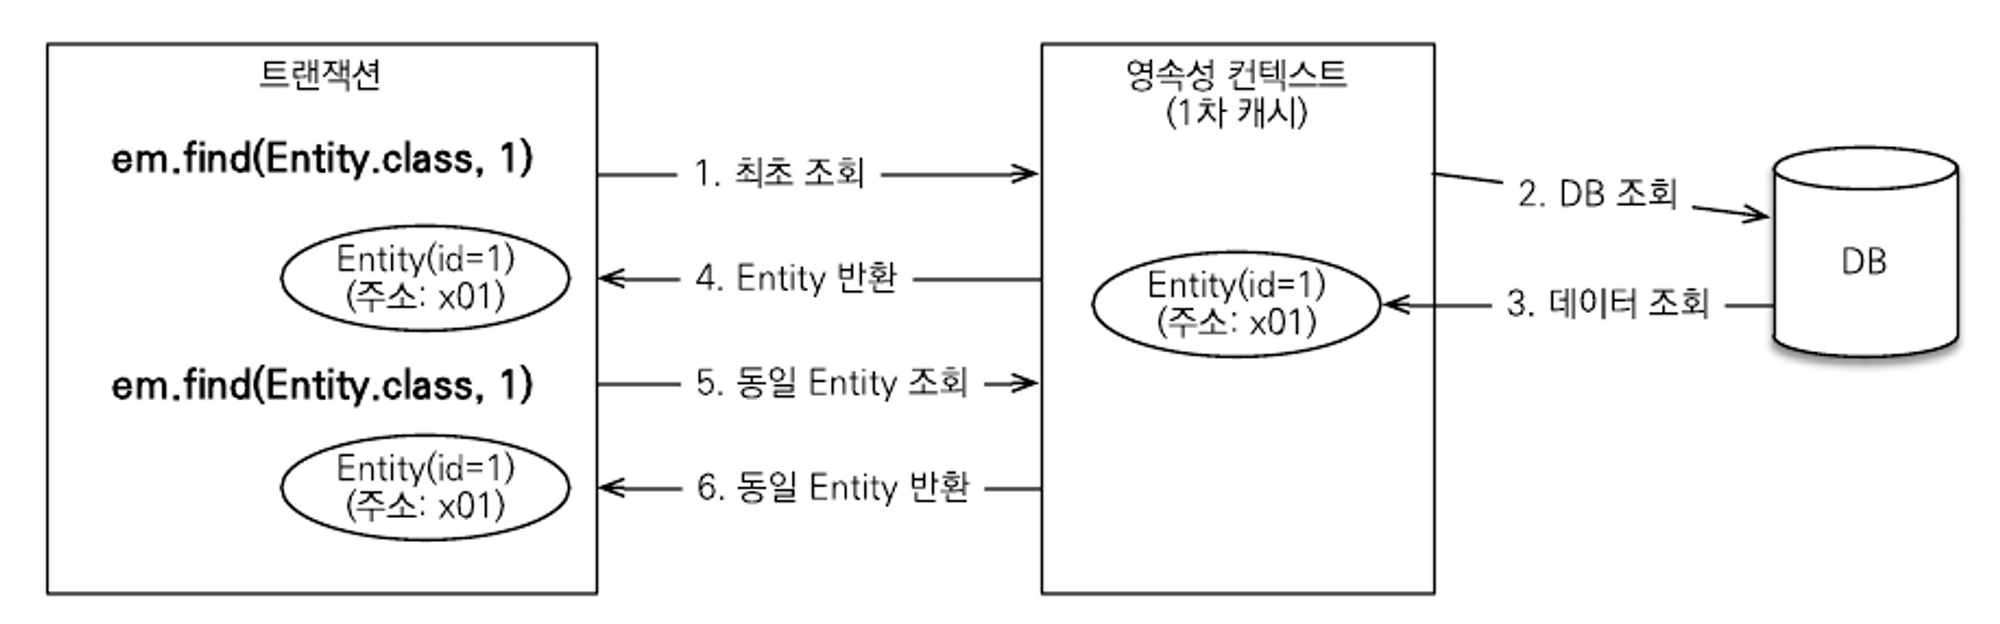 트랜잭션
em.find(Entity.class, 1)
Entity(id=1)
(주소: x01)
em.find(Entity.class, 1)
Entity(id=1)
(주소: x01)
1. 최초 조회
4. Entity 반환
5. 동일 Entity 조회
6. 동일 Entity 반환
영속성 컨텍스트
(1차 캐시)
Entity(id=1)
(주소: x01)
2. DB 조회
3. 데이터 조회
DB